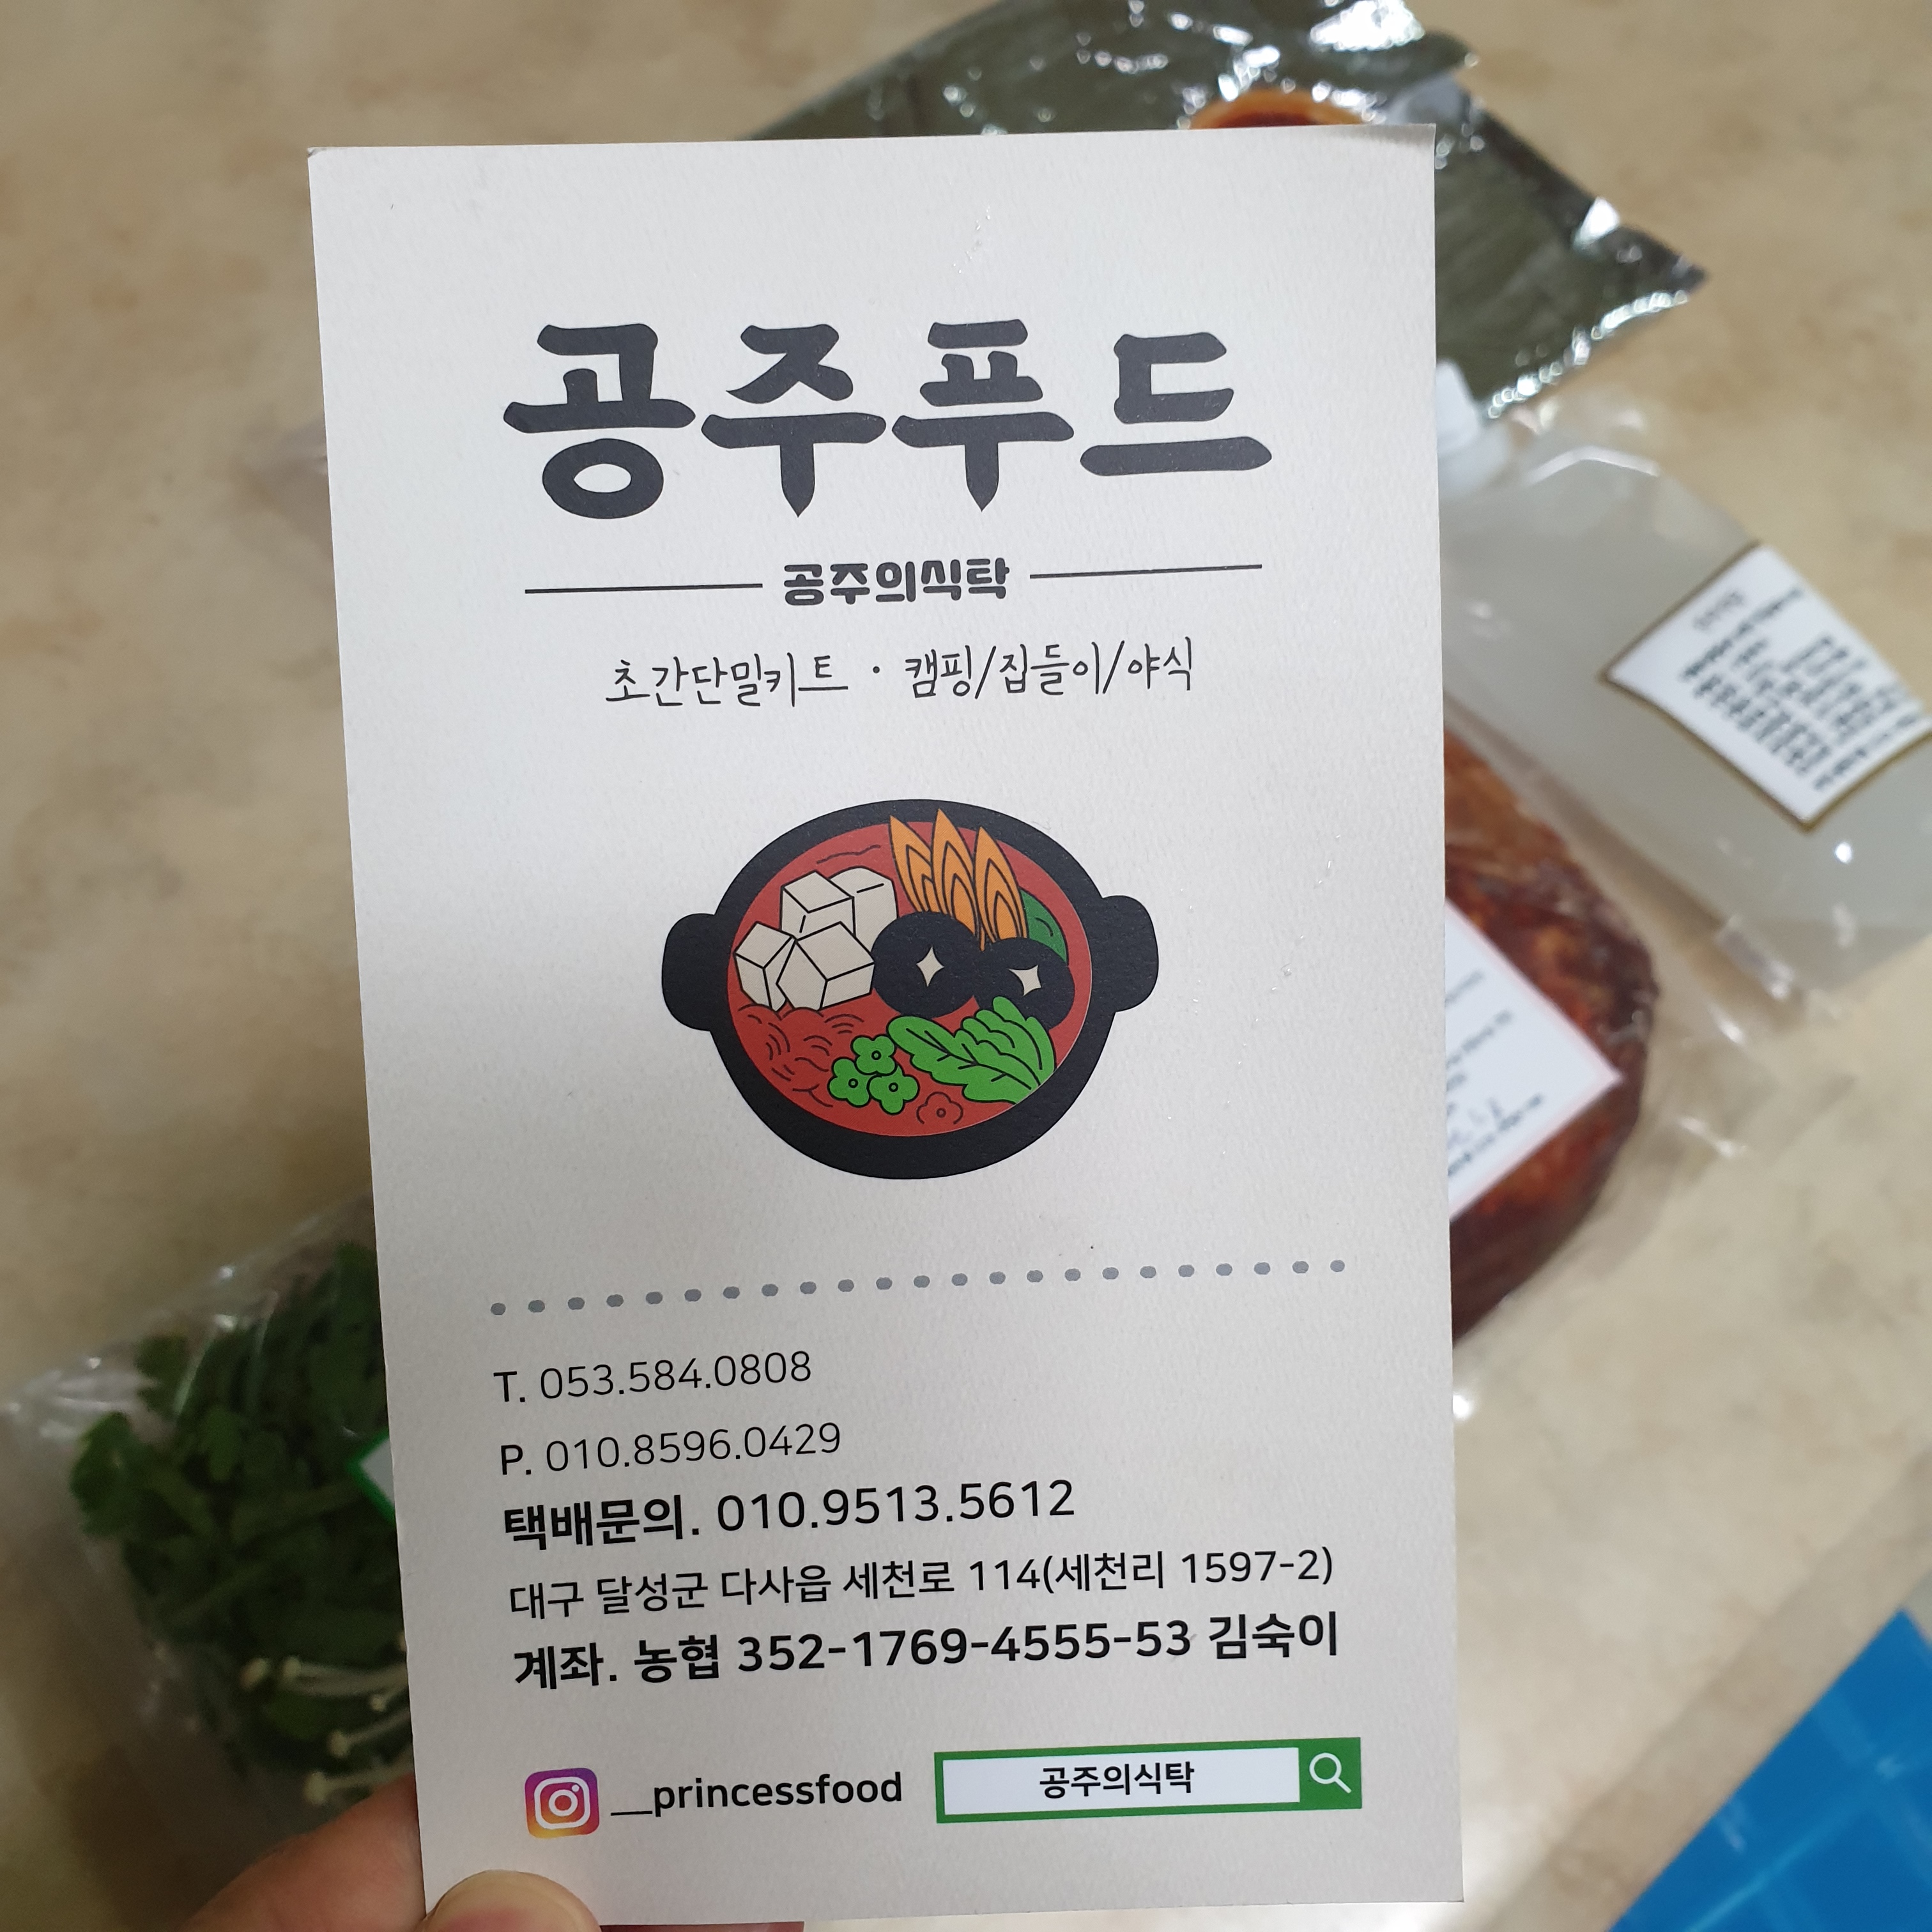 공주푸드
공주의식탁
초간단밀키트 · 캠핑/집들이/야식
T. 053.584.0808
P. 010.8596.0429
택배문의. 010.9513.5612
대구 달성군 다사읍 세천로 114(세천리 1597-2)
계좌. 농협 352-1769-4555-53 김숙이
__princessfood
공주의식탁